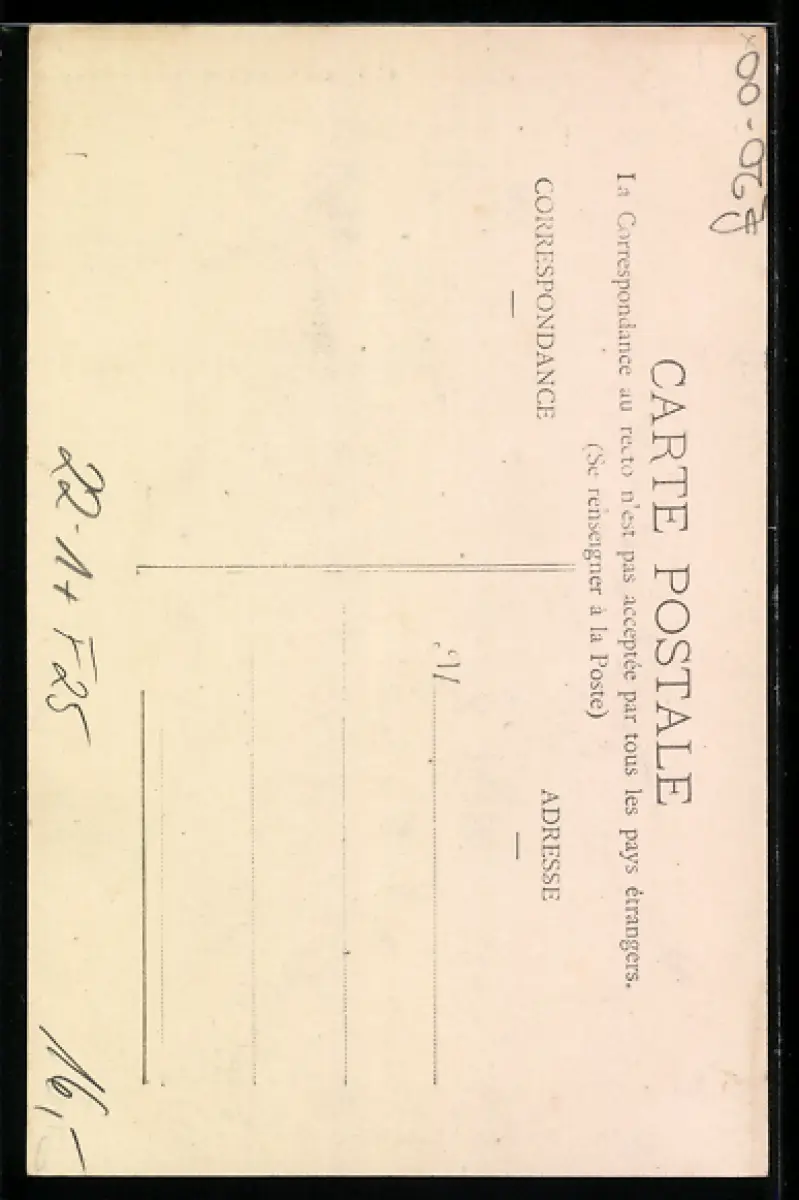 CARTE POSTALE
La Correspondance au recto n'est pas acceptée par tous les pays étrangers.
(Se renseigner à la Poste)
CORRESPONDANCE
ADRESSE
22-1+F25
16,-